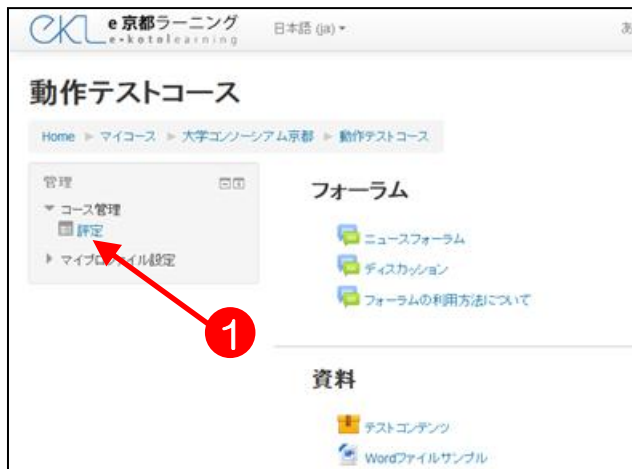 e京都ラーニング
e-kotolearning
日本語 (ja)
あ
動作テストコース
Home ▶ マイコース ▶ 大学コンソーシアム京都 ▶ 動作テストコース
管理
コース管理
評定
マイプロファイル設定
1
フォーラム
ニュースフォーラム
ディスカッション
フォーラムの利用方法について
資料
テストコンテンツ
Wordファイルサンプル